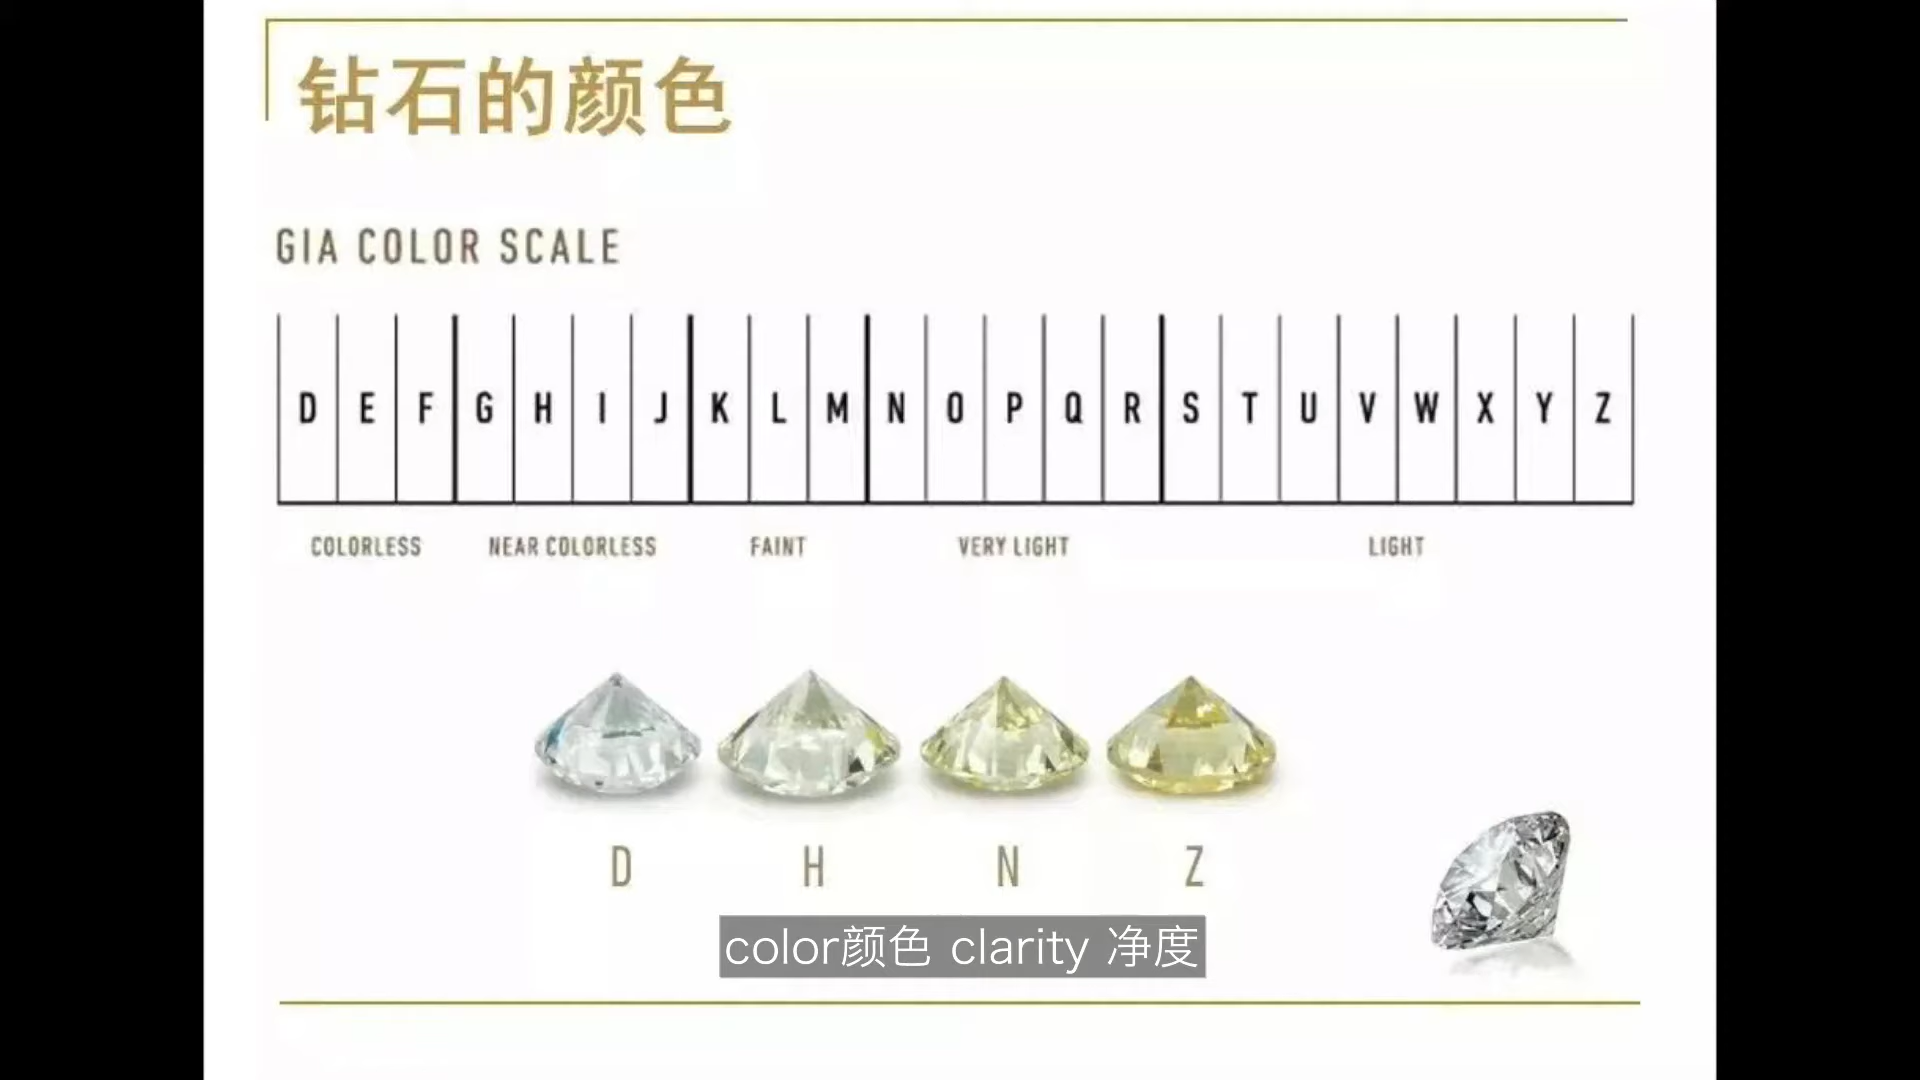 钻石的颜色
GIA COLOR SCALE
D E F G H I J K L M N O P Q R S T U V W X Y Z
COLORLESS NEAR COLORLESS FAINT VERY LIGHT LIGHT
D H N Z
color颜色 clarity 净度